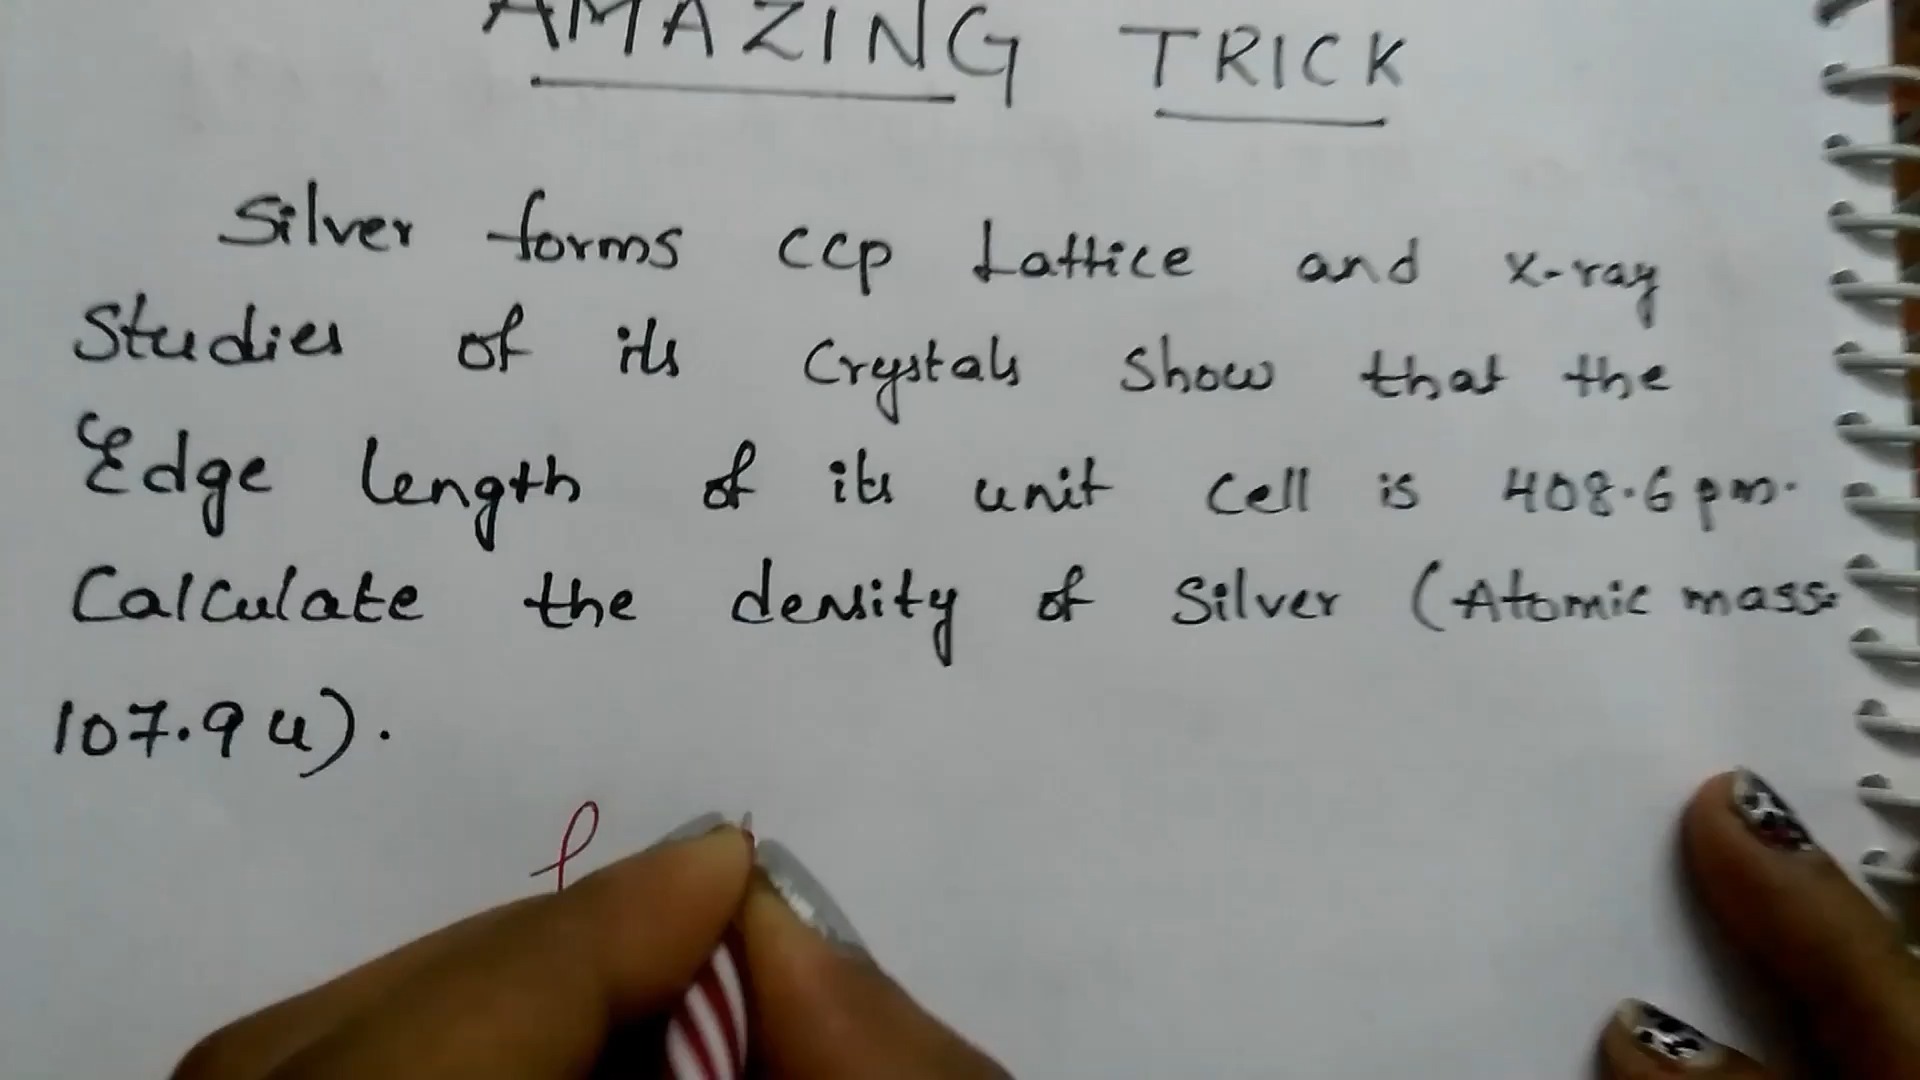 AMAZING TRICK
Silver forms ccp Lattice and x-ray
Studies of its Crystals Show that the
Edge length of its unit cell is 408.6 pm.
Calculate the density of Silver (Atomic mass=
107.9 u).